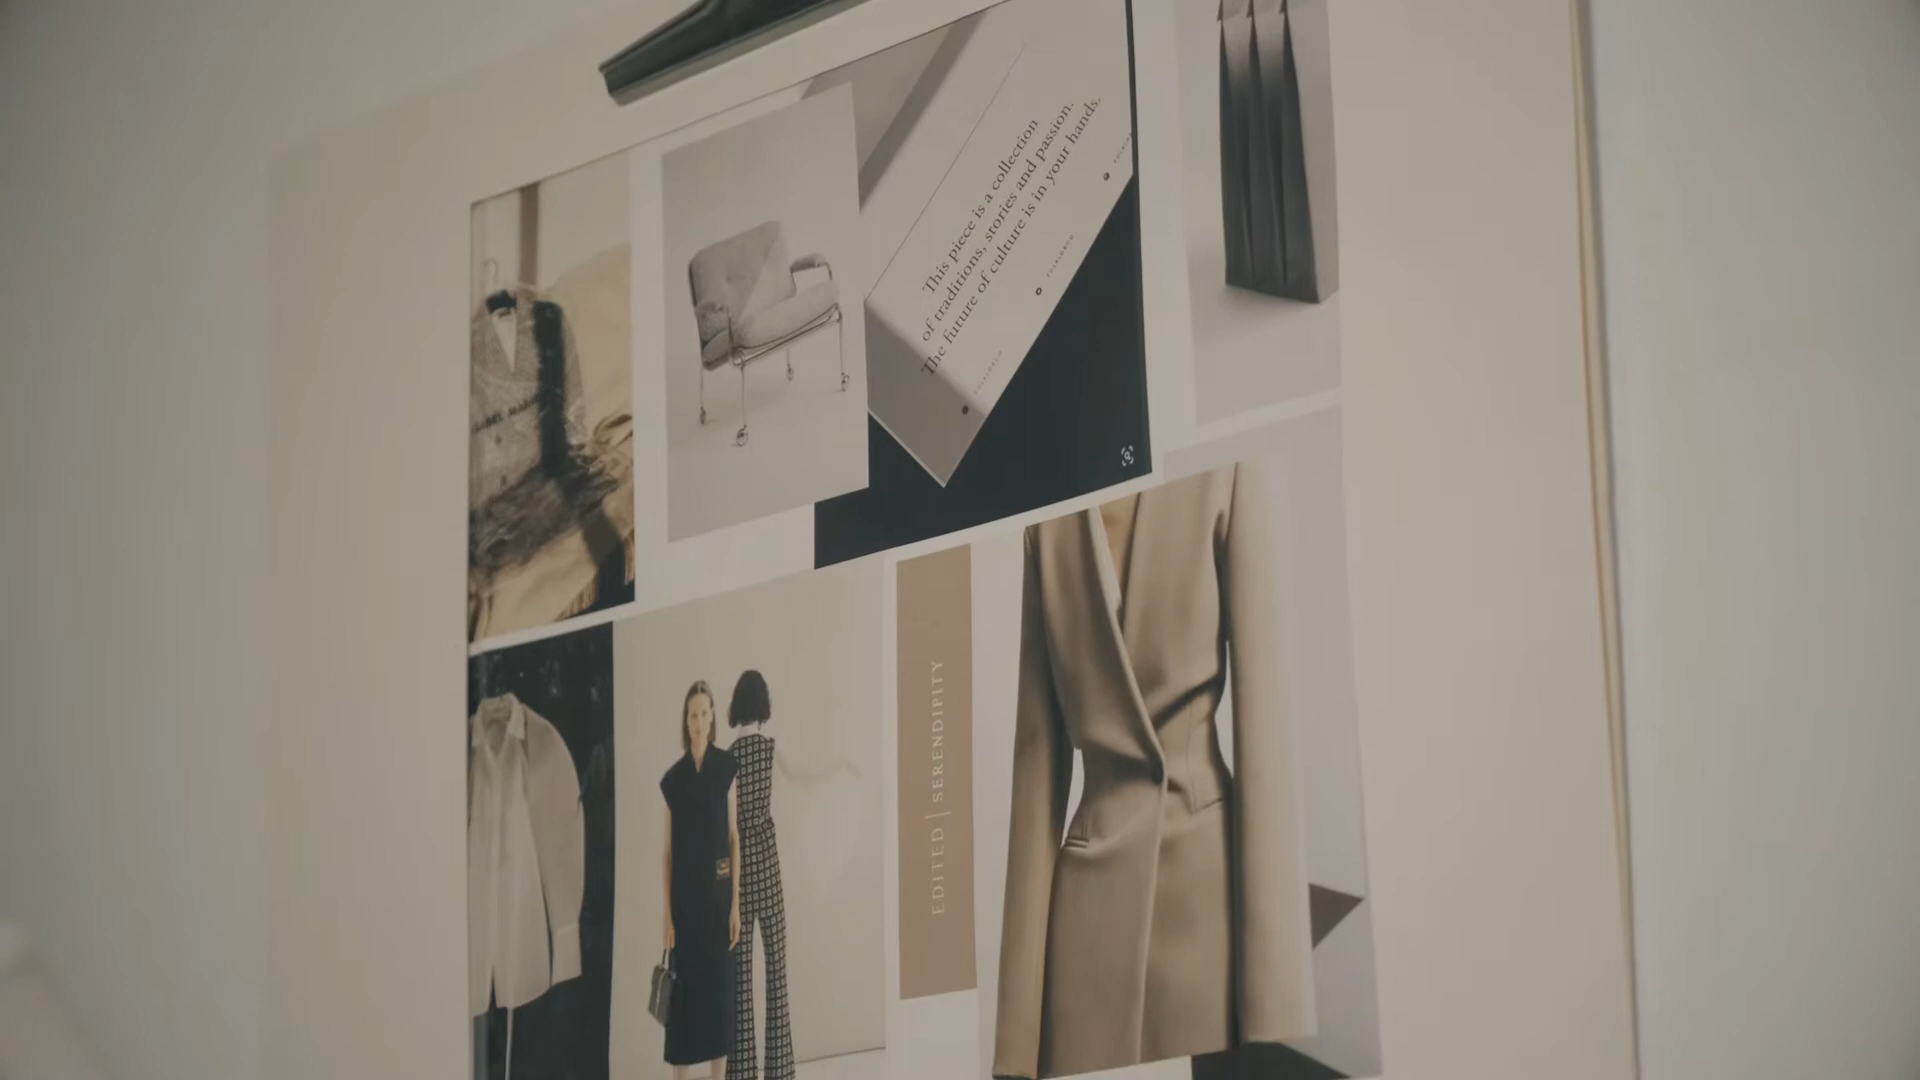 This piece is a collection
of traditions, stories and passion.
The future of culture is in your hands.
FOLKDECO
EDITED | SERENDIPITY